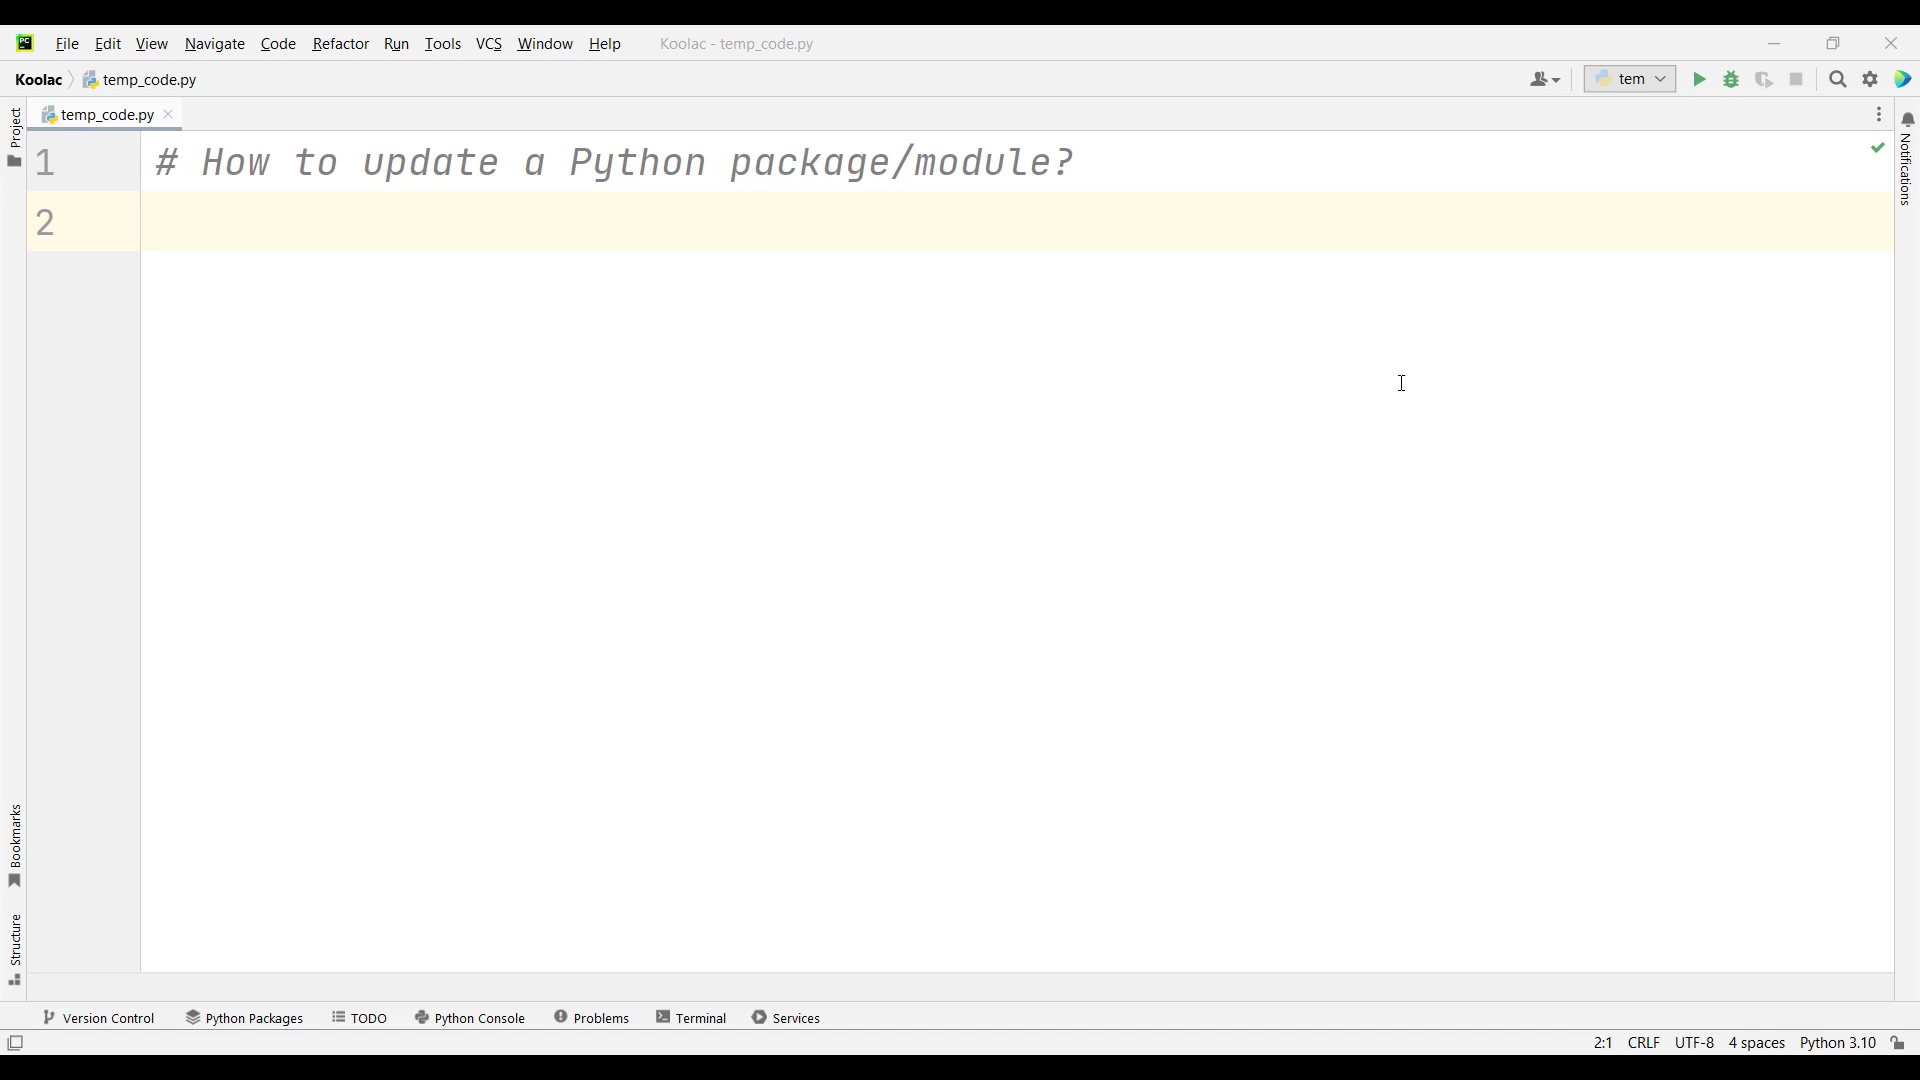 PC File Edit View Navigate Code Refactor Run Tools VCS Window Help Koolac - temp_code.py
Koolac temp_code.py tem
temp_code.py
Project
Notifications
1 # How to update a Python package/module?
2
Bookmarks
Structure
Version Control Python Packages TODO Python Console Problems Terminal Services
2:1 CRLF UTF-8 4 spaces Python 3.10